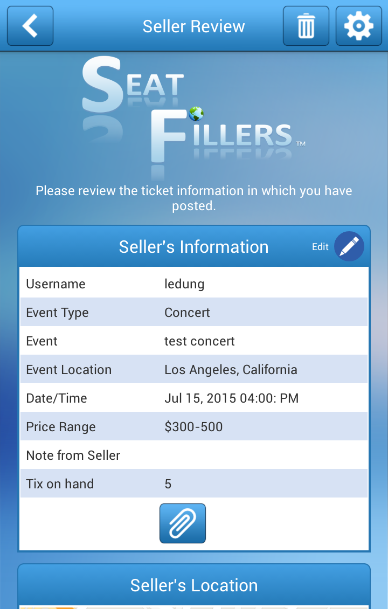 Seller Review
SEAT
FILLERS™
Please review the ticket information in which you have
posted.
Seller's Information
Edit
Username ledung
Event Type Concert
Event test concert
Event Location Los Angeles, California
Date/Time Jul 15, 2015 04:00: PM
Price Range $300-500
Note from Seller
Tix on hand 5
Seller's Location